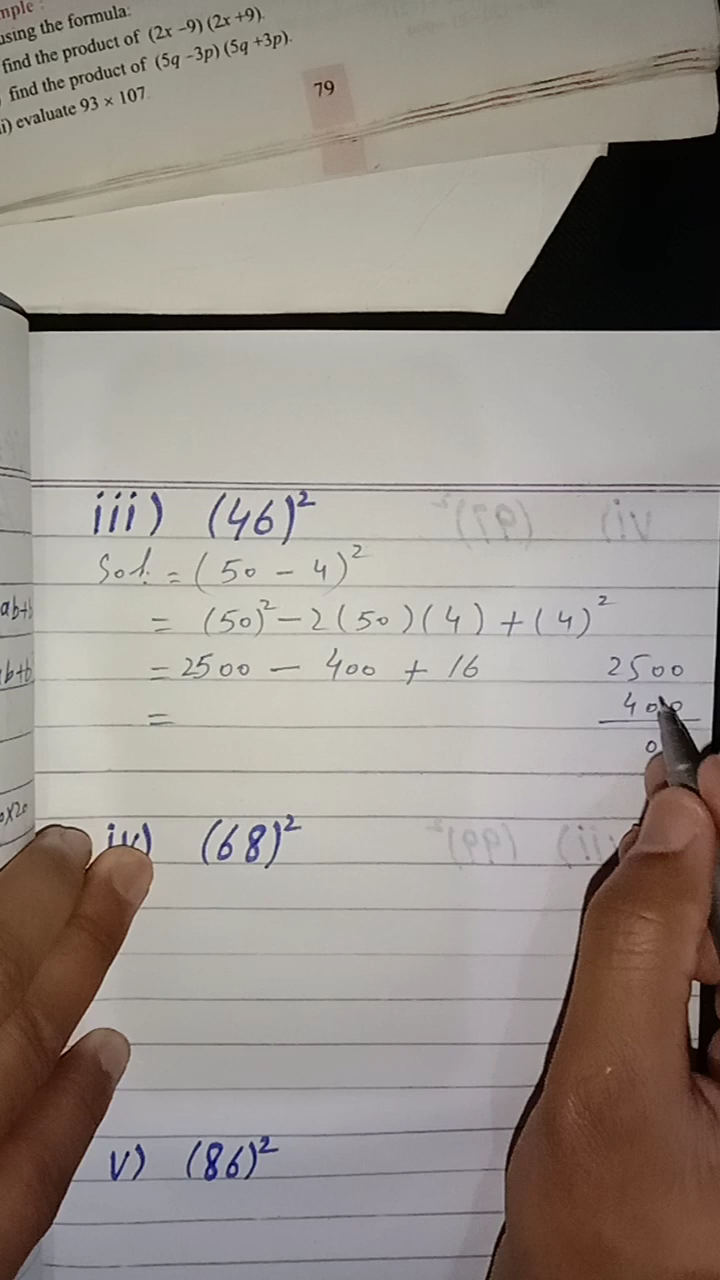 using the formula:
find the product of (2x −9) (2x +9).
find the product of (5q −3p) (5q +3p).
i) evaluate 93 × 107.
79
iii) (46)²
Sol. = (50 − 4)²
= (50)² − 2(50)(4) + (4)²
= 2500 − 400 + 16
=
2500
400
0
ab+b
b+b
iv) (68)²
v) (86)²